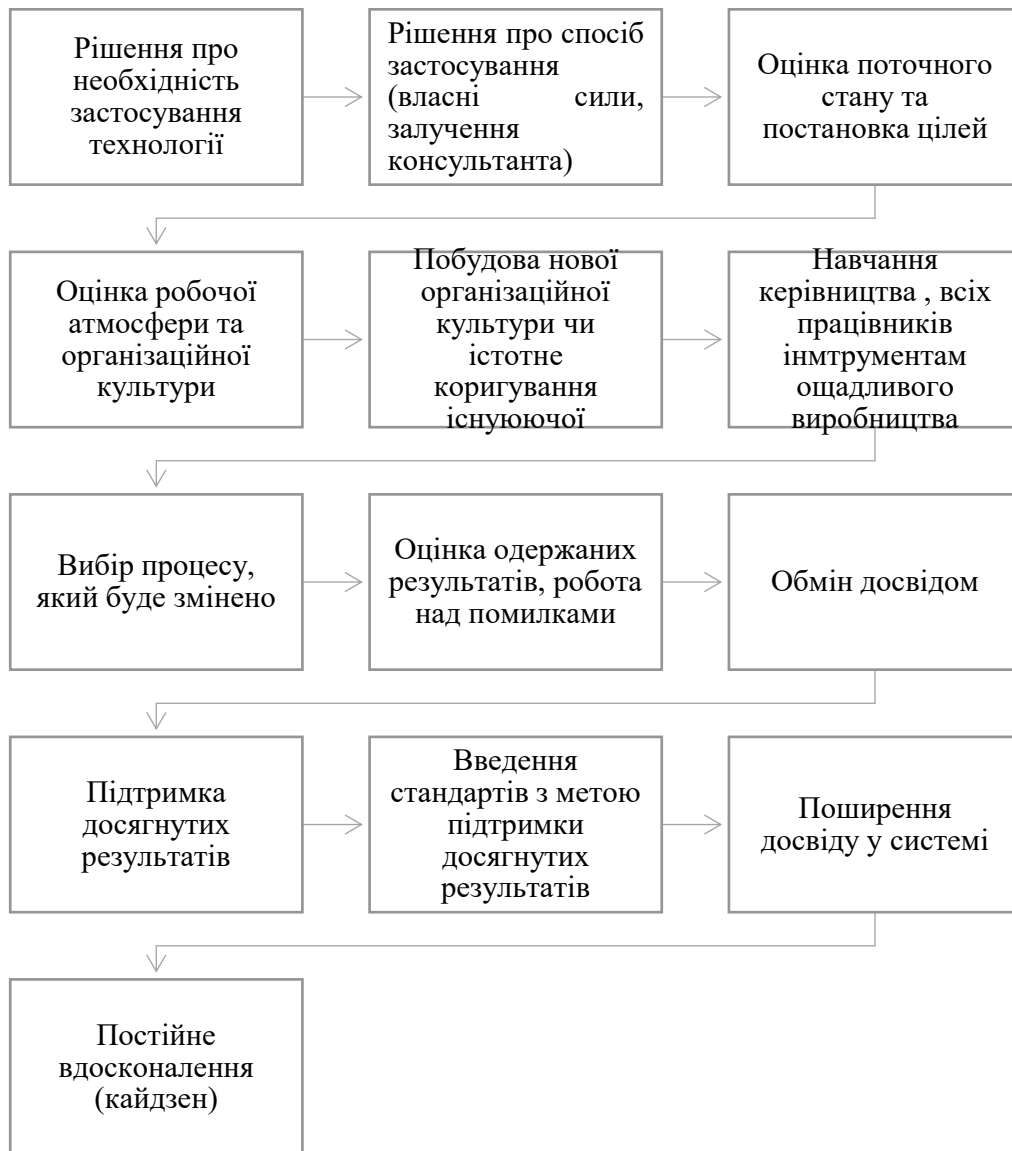 Рішення про
необхідність
застосування
технології
Рішення про спосіб
застосування
(власні сили,
залучення
консультанта)
Оцінка поточного
стану та
постановка цілей
Оцінка робочої
атмосфери та
організаційної
культури
Побудова нової
організаційної
культури чи
істотне
коригування
існуюючої
Навчання
керівництва , всіх
працівників
інмтрументам
ощадливого
виробництва
Вибір процесу,
який буде змінено
Оцінка одержаних
результатів, робота
над помилками
Обмін досвідом
Підтримка
досягнутих
результатів
Введення
стандартів з метою
підтримки
досягнутих
результатів
Поширення
досвіду у системі
Постійне
вдосконалення
(кайдзен)